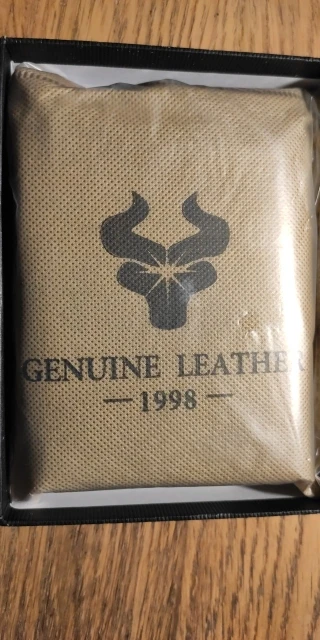 GENUINE LEATHER
— 1998 —